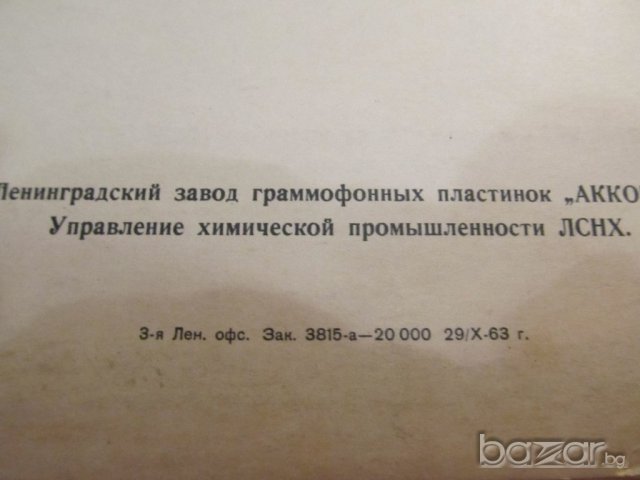 Ленинградский завод граммофонных пластинок „АККО
Управление химической промышленности ЛСНХ.
3-я Лен. офс. Зак. 3815-а—20 000 29/X-63 г.
bazar.bg